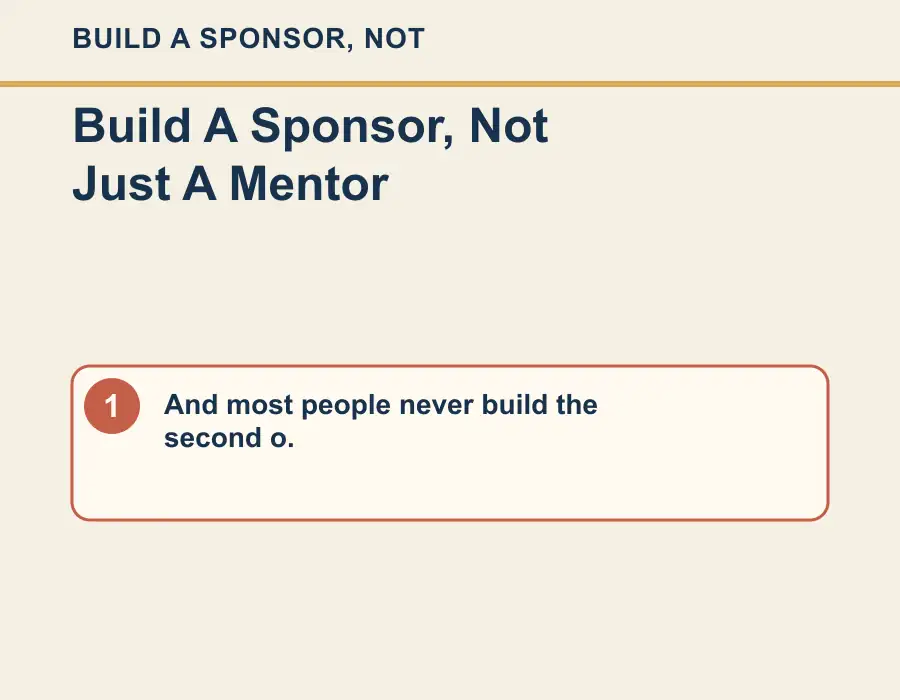 BUILD A SPONSOR, NOT
Build A Sponsor, Not
Just A Mentor
1
And most people never build the
second o.